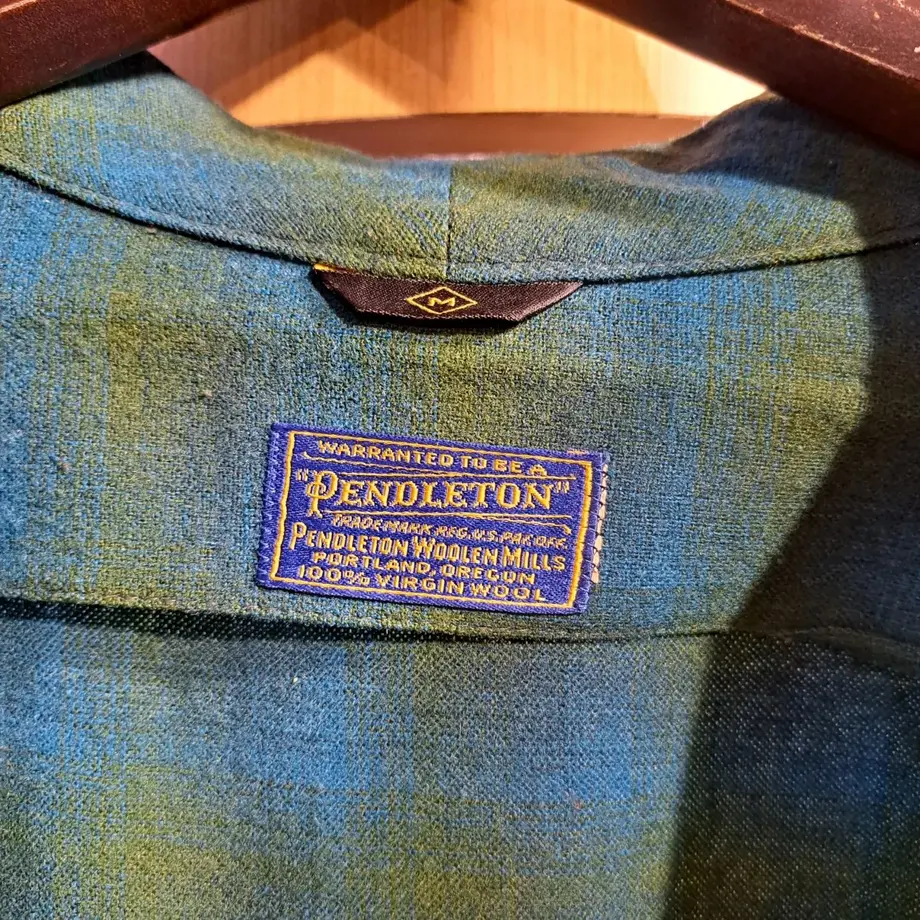 M
WARRANTED TO BE A
"PENDLETON"
TRADE MARK REG. U.S. PAT. OFF.
PENDLETON WOOLEN MILLS
PORTLAND, OREGON
100% VIRGIN WOOL